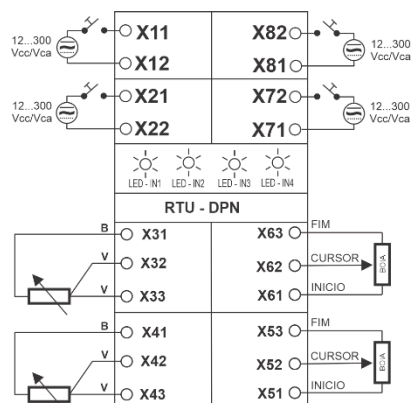 12...300 Vcc/Vca
X11
X12
X82
X81
12...300 Vcc/Vca
12...300 Vcc/Vca
X21
X22
X72
X71
12...300 Vcc/Vca
LED - IN1 LED - IN2 LED - IN3 LED - IN4
RTU - DPN
B X31
V X32
V X33
X63 FIM
X62 CURSOR
X61 INICIO
BOIA
B X41
V X42
V X43
X53 FIM
X52 CURSOR
X51 INICIO
BOIA